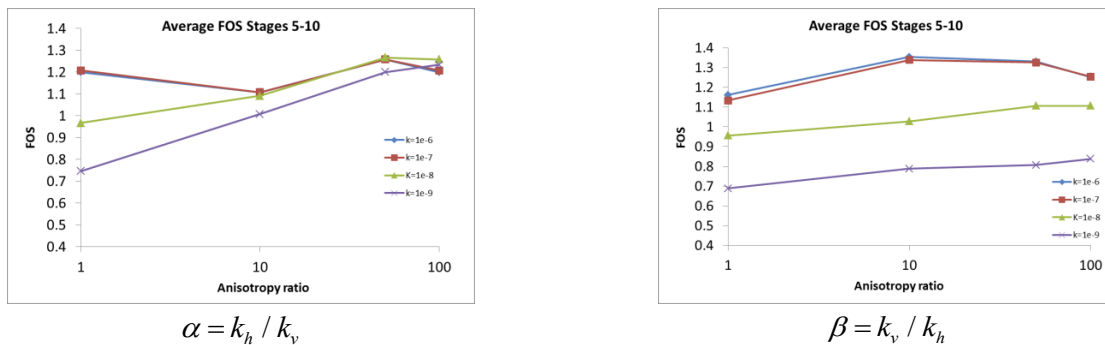 Average FOS Stages 5-10
1.4
1.3
1.2
1.1
1
0.9
0.8
0.7
0.6
0.5
0.4
FOS
k=1e-6
k=1e-7
K=1e-8
k=1e-9
1 10 100
Anisotropy ratio
α = k_h / k_v
Average FOS Stages 5-10
1.4
1.3
1.2
1.1
1
0.9
0.8
0.7
0.6
0.5
0.4
FOS
k=1e-6
k=1e-7
K=1e-8
k=1e-9
1 10 100
Anisotropy ratio
β = k_v / k_h